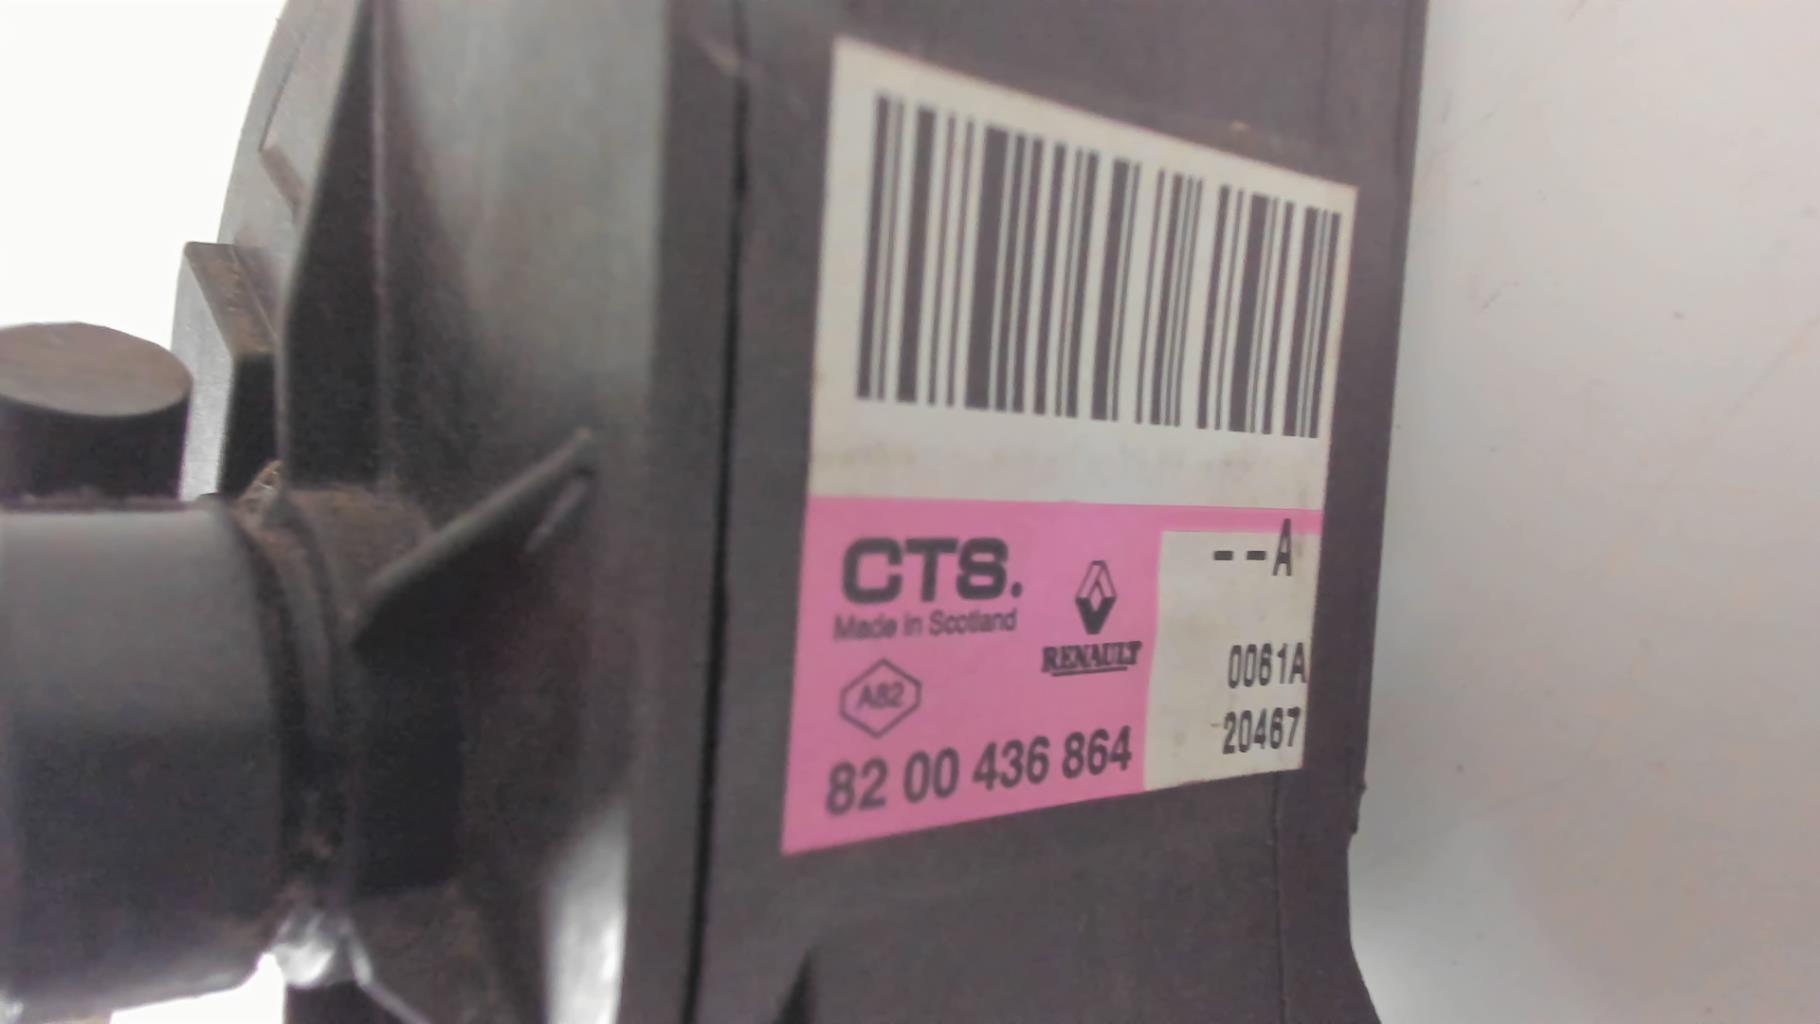 CTS.
Made in Scotland
RENAULT
A82
82 00 436 864
--A
0061A
20467